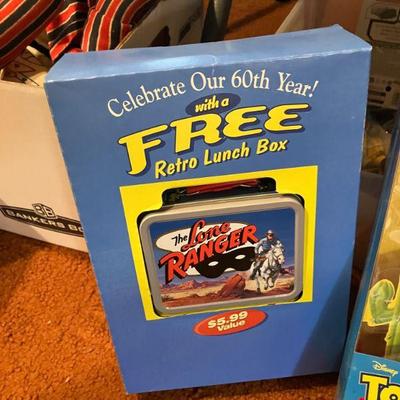 Celebrate Our 60th Year!
with a
FREE
Retro Lunch Box
The Lone
RANGER
$5.99
Value
BANKERS BO
Disney
TO